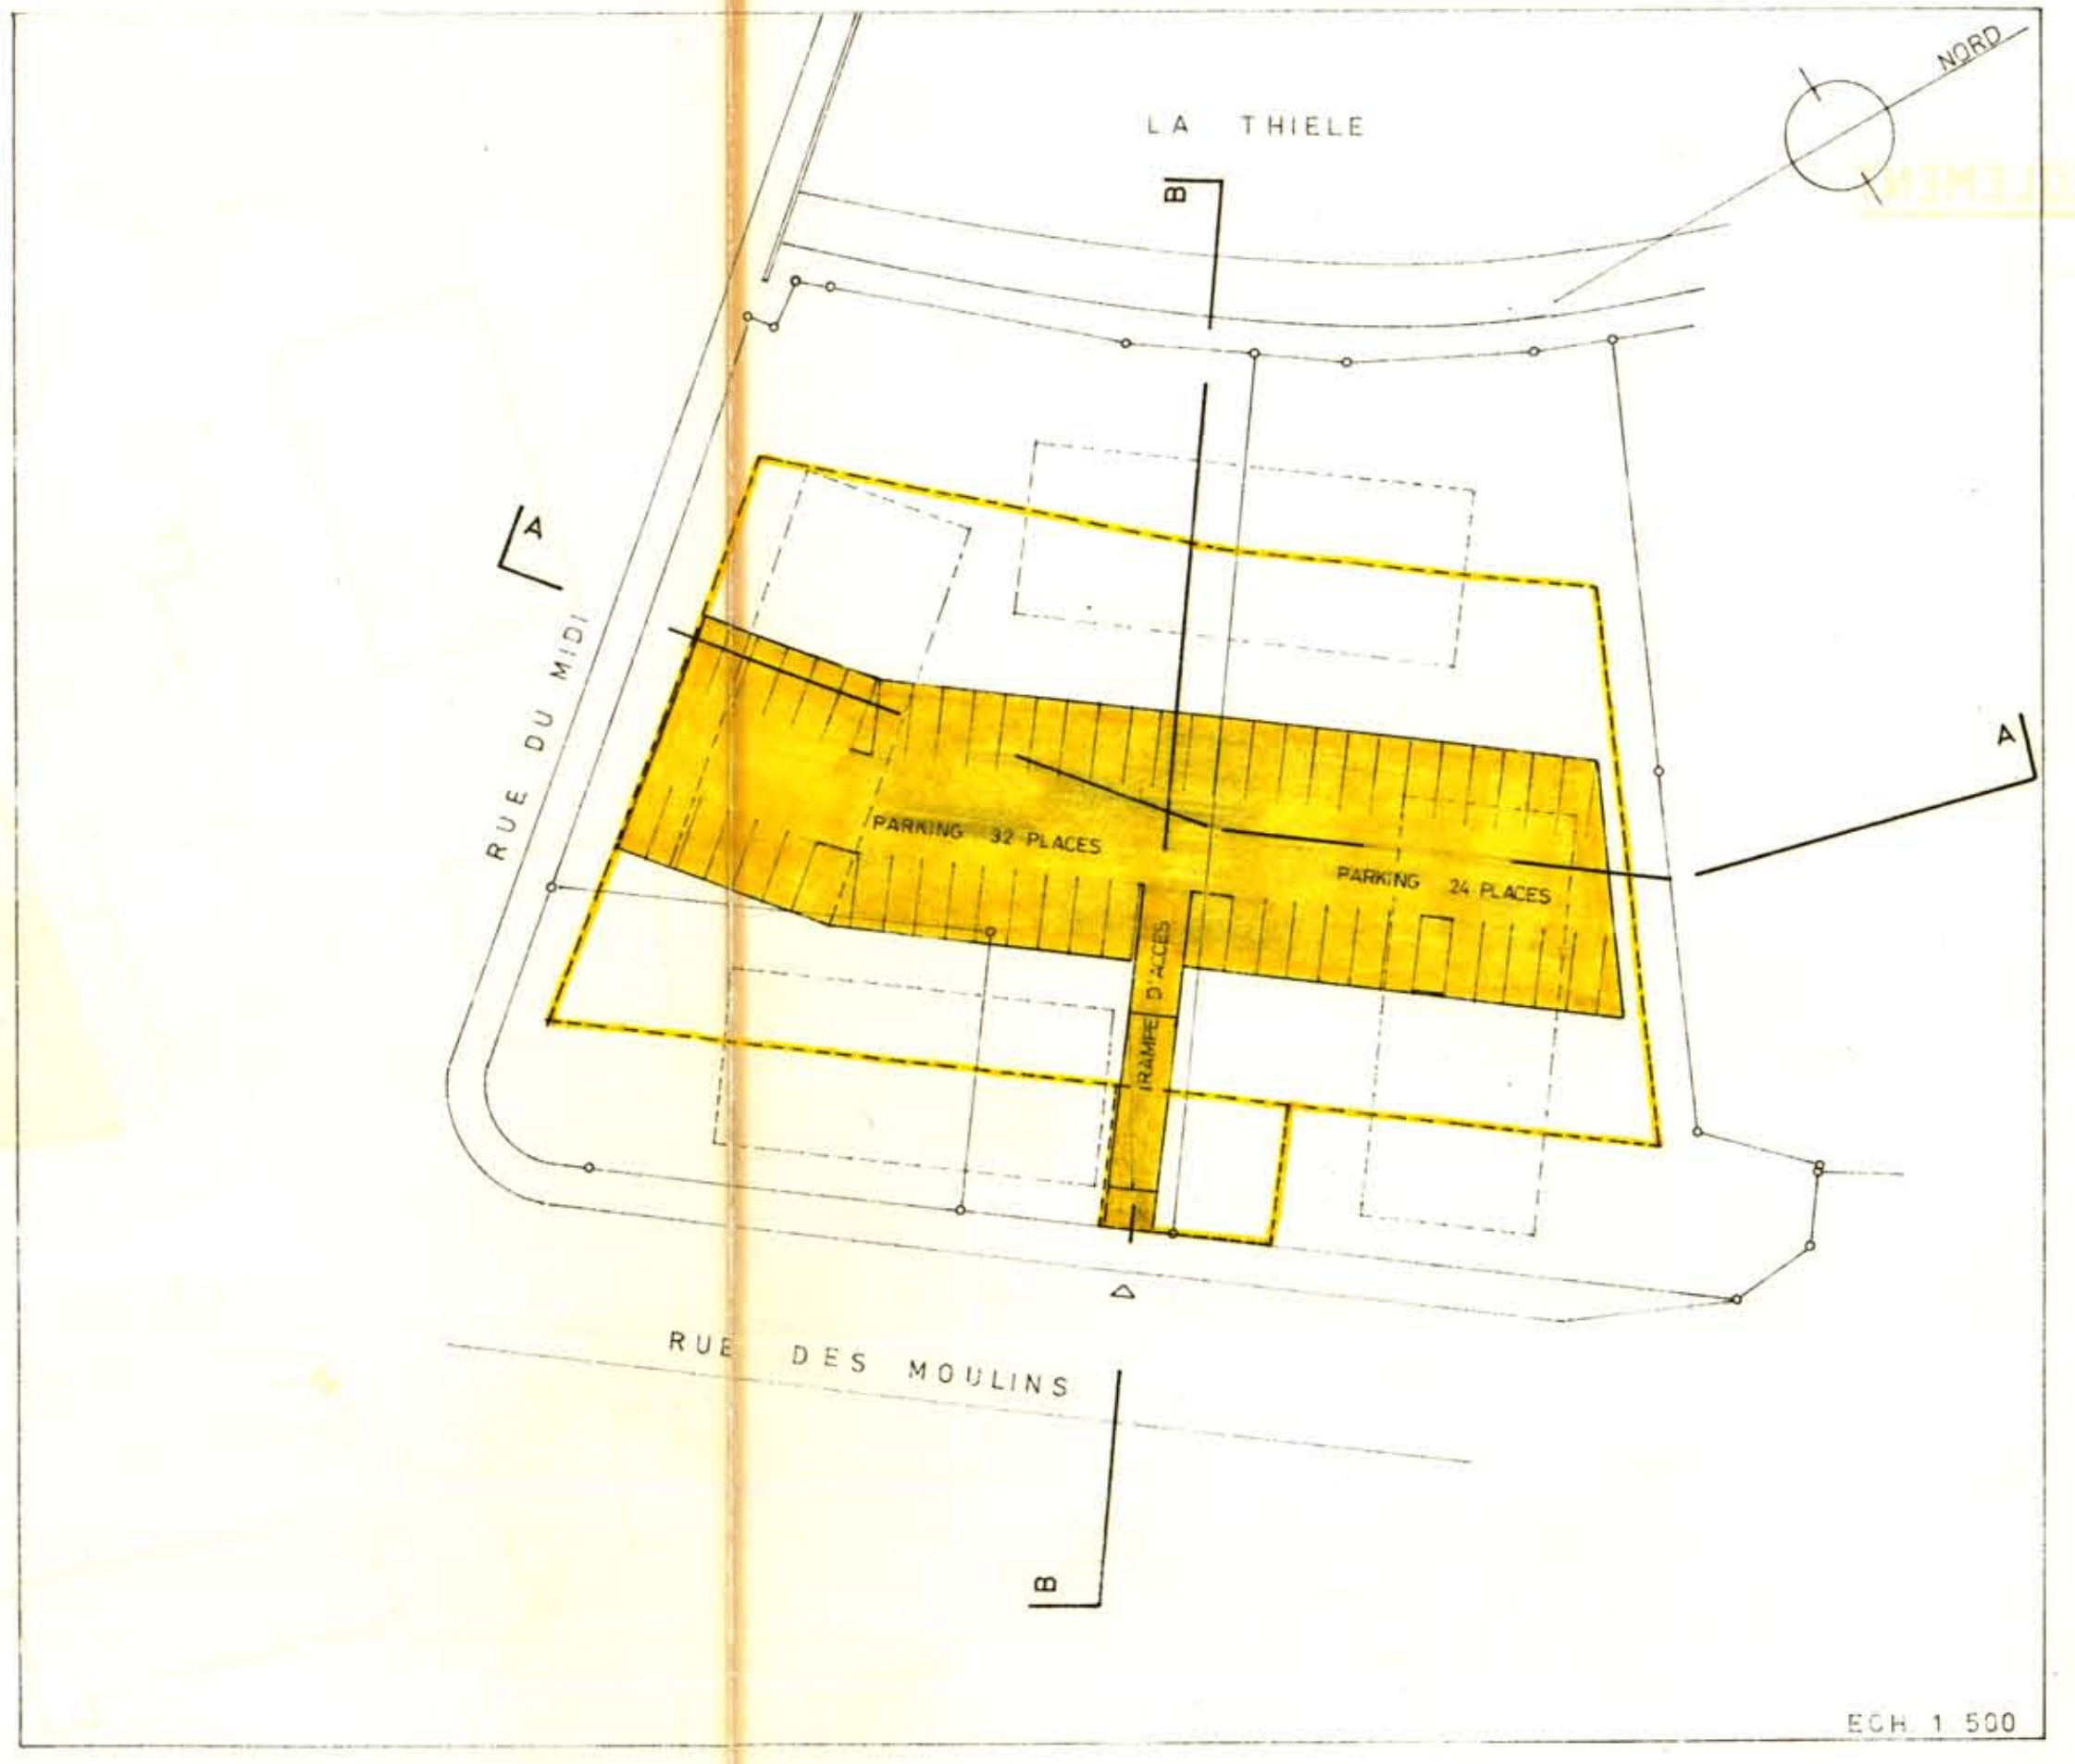 NORD
LA THIELE
B
A
RUE DU MIDI
A
PARKING 32 PLACES
PARKING 24 PLACES
RAMPE D'ACCES
RUE DES MOULINS
B
ECH 1 500